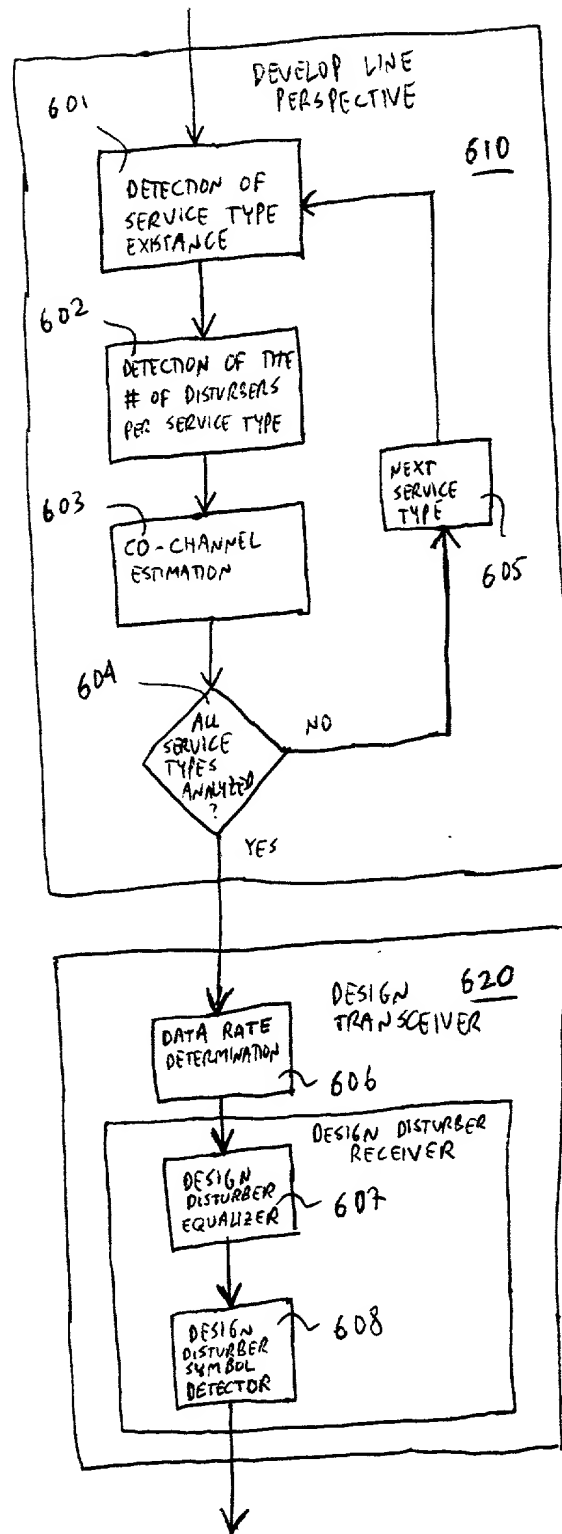 DEVELOP LINE
PERSPECTIVE
601
610
DETECTION OF
SERVICE TYPE
EXISTANCE
602
DETECTION OF THE
# OF DISTURBERS
PER SERVICE TYPE
603
CO-CHANNEL
ESTIMATION
NEXT
SERVICE
TYPE
605
604
ALL
SERVICE
TYPES
ANALYZED
?
NO
YES
620
DESIGN
TRANSCEIVER
DATA RATE
DETERMINATION
606
DESIGN DISTURBER
RECEIVER
DESIGN
DISTURBER
EQUALIZER
607
DESIGN
DISTURBER
SYMBOL
DETECTOR
608